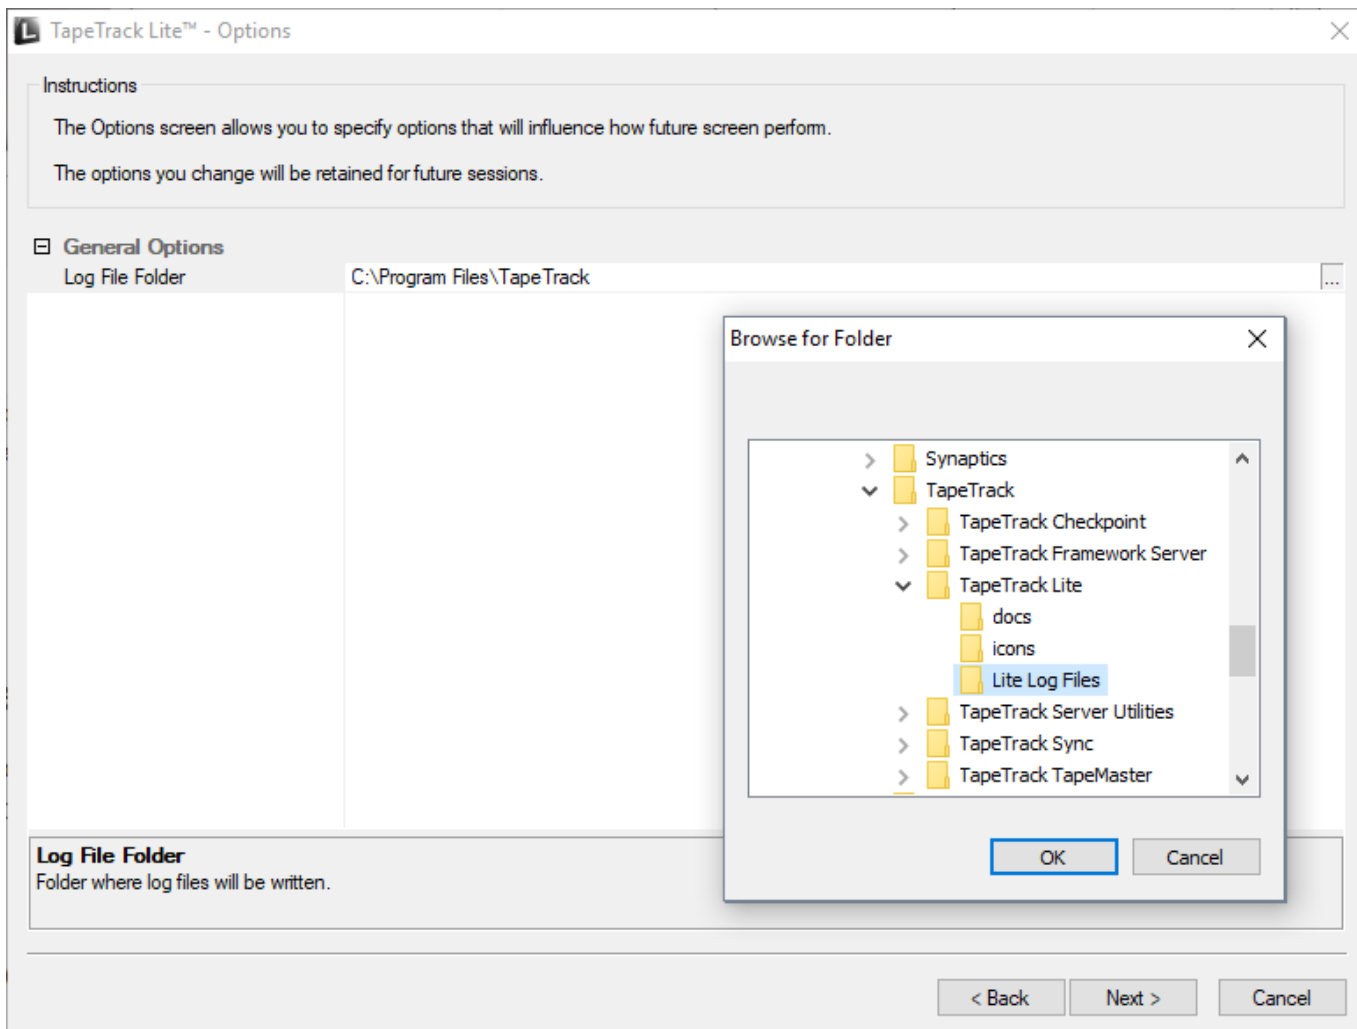 TapeTrack Lite™ - Options
Instructions
The Options screen allows you to specify options that will influence how future screen perform.
The options you change will be retained for future sessions.
General Options
Log File Folder C:\Program Files\TapeTrack ...
Browse for Folder
Synaptics
TapeTrack
TapeTrack Checkpoint
TapeTrack Framework Server
TapeTrack Lite
docs
icons
Lite Log Files
TapeTrack Server Utilities
TapeTrack Sync
TapeTrack TapeMaster
OK Cancel
Log File Folder
Folder where log files will be written.
< Back Next > Cancel